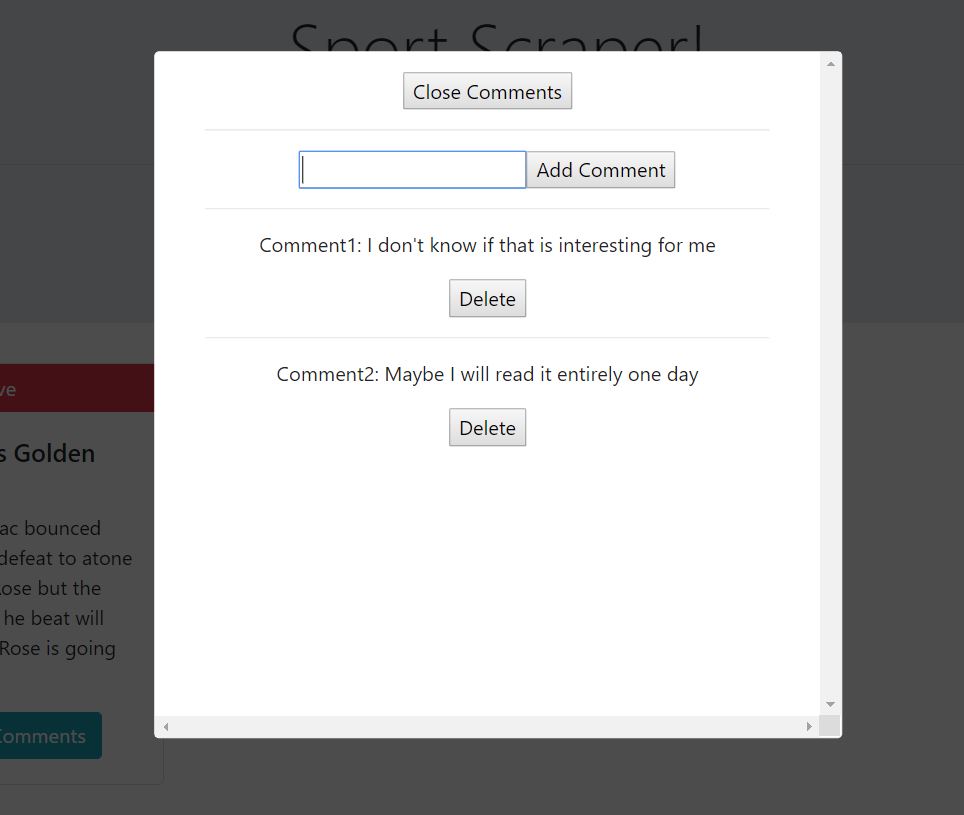 Sport Scraper!
Close Comments
Add Comment
Comment1: I don't know if that is interesting for me
Delete
Comment2: Maybe I will read it entirely one day
Delete
ve
s Golden
ac bounced
defeat to atone
ose but the
he beat will
Rose is going
Comments